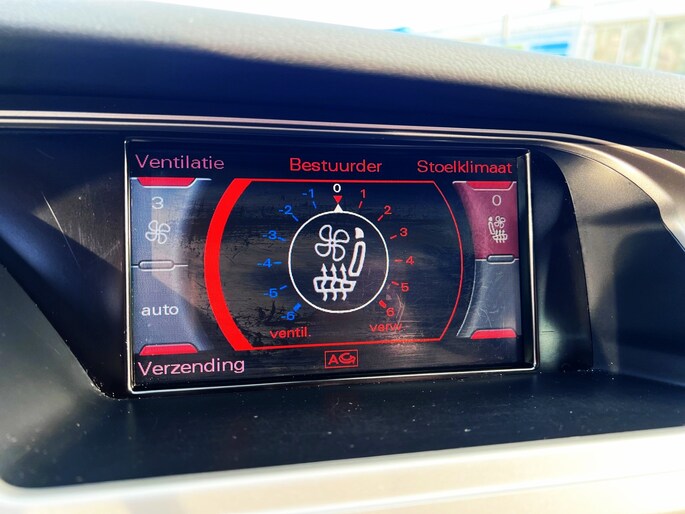 Ventilatie Bestuurder Stoelklimaat
3 0 0
-1 1
-2 2
-3 3
-4 4
-5 5
-6 6
auto ventil. verw.
Verzending A